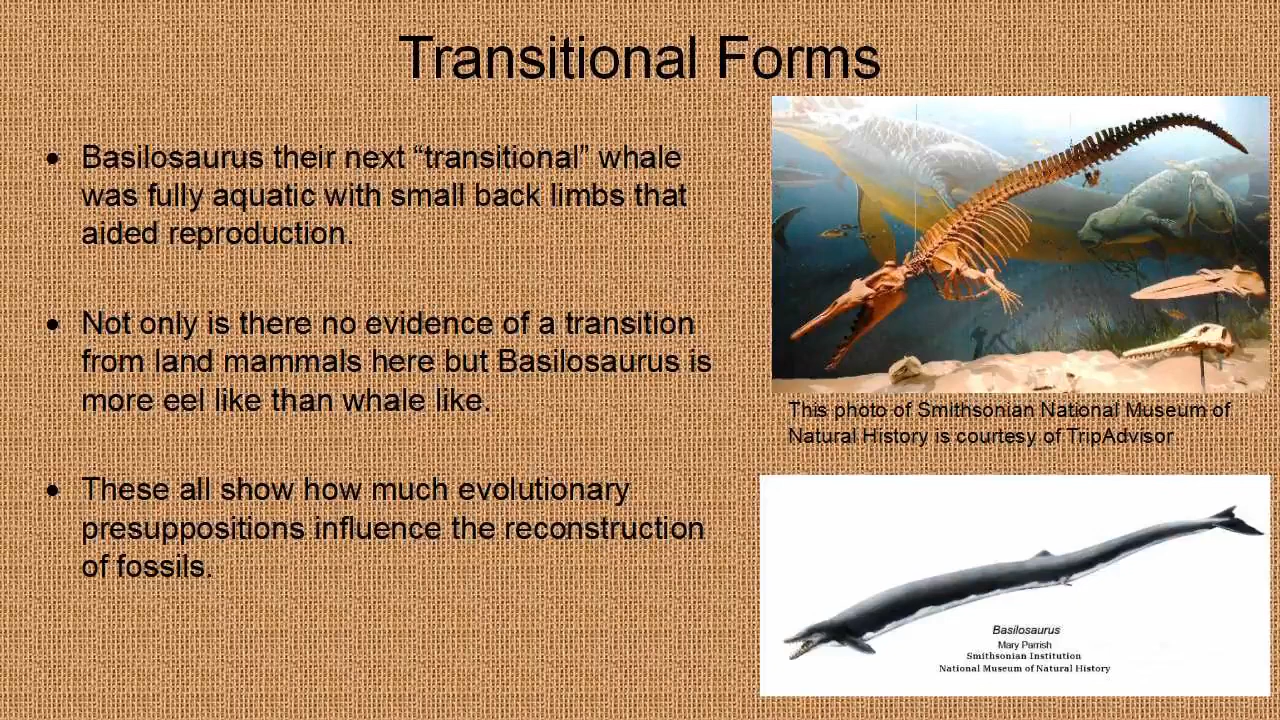 Transitional Forms
• Basilosaurus their next “transitional” whale
was fully aquatic with small back limbs that
aided reproduction.
• Not only is there no evidence of a transition
from land mammals here but Basilosaurus is
more eel like than whale like.
• These all show how much evolutionary
presuppositions influence the reconstruction
of fossils.
This photo of Smithsonian National Museum of
Natural History is courtesy of TripAdvisor
Basilosaurus
Mary Parrish
Smithsonian Institution
National Museum of Natural History